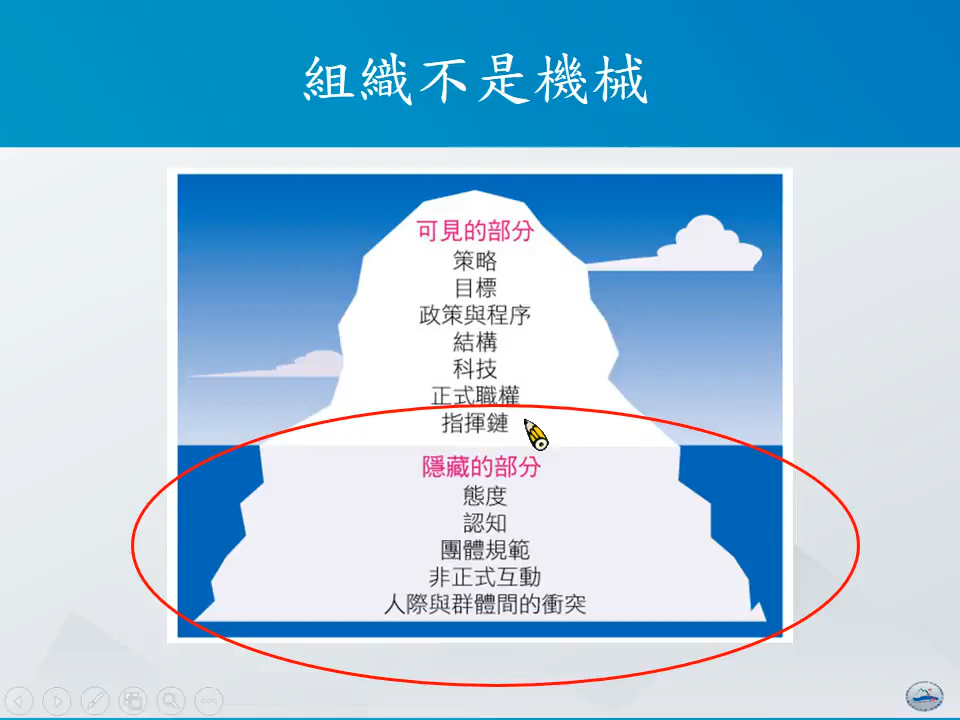 組織不是機械
可見的部分
策略
目標
政策與程序
結構
科技
正式職權
指揮鏈
隱藏的部分
態度
認知
團體規範
非正式互動
人際與群體間的衝突